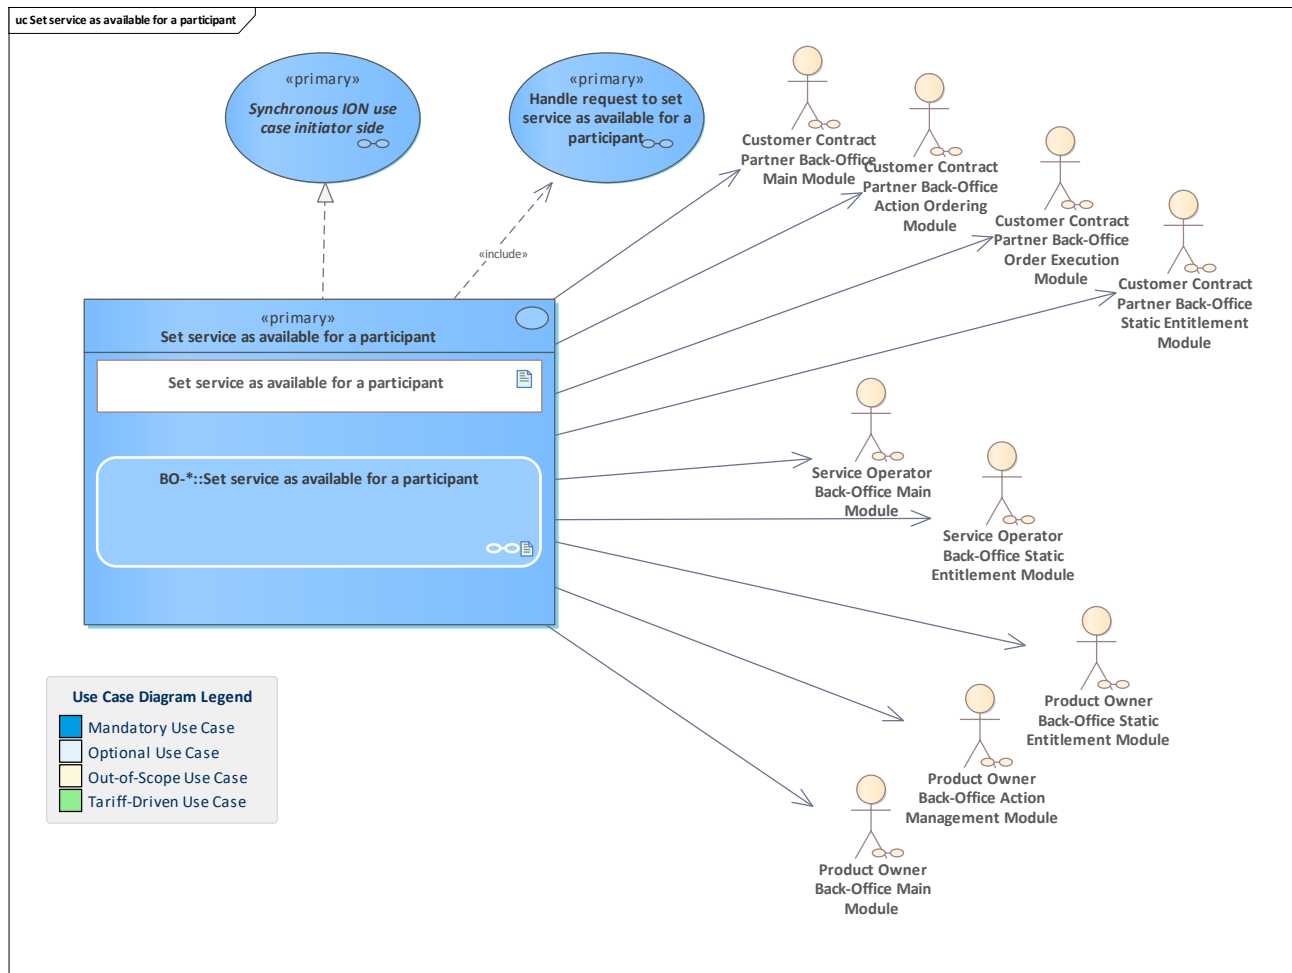 uc Set service as available for a participant
«primary»
Synchronous ION use
case initiator side
«primary»
Handle request to set
service as available for a
participant
Customer Contract
Partner Back-Office
Main Module
Customer Contract
Partner Back-Office
Action Ordering
Module
Customer Contract
Partner Back-Office
Order Execution
Module
Customer Contract
Partner Back-Office
Static Entitlement
Module
«include»
«primary»
Set service as available for a participant
Set service as available for a participant
BO-*::Set service as available for a participant
Service Operator
Back-Office Main
Module
Service Operator
Back-Office Static
Entitlement Module
Product Owner
Back-Office Static
Entitlement Module
Product Owner
Back-Office Action
Management Module
Product Owner
Back-Office Main
Module
Use Case Diagram Legend
Mandatory Use Case
Optional Use Case
Out-of-Scope Use Case
Tariff-Driven Use Case